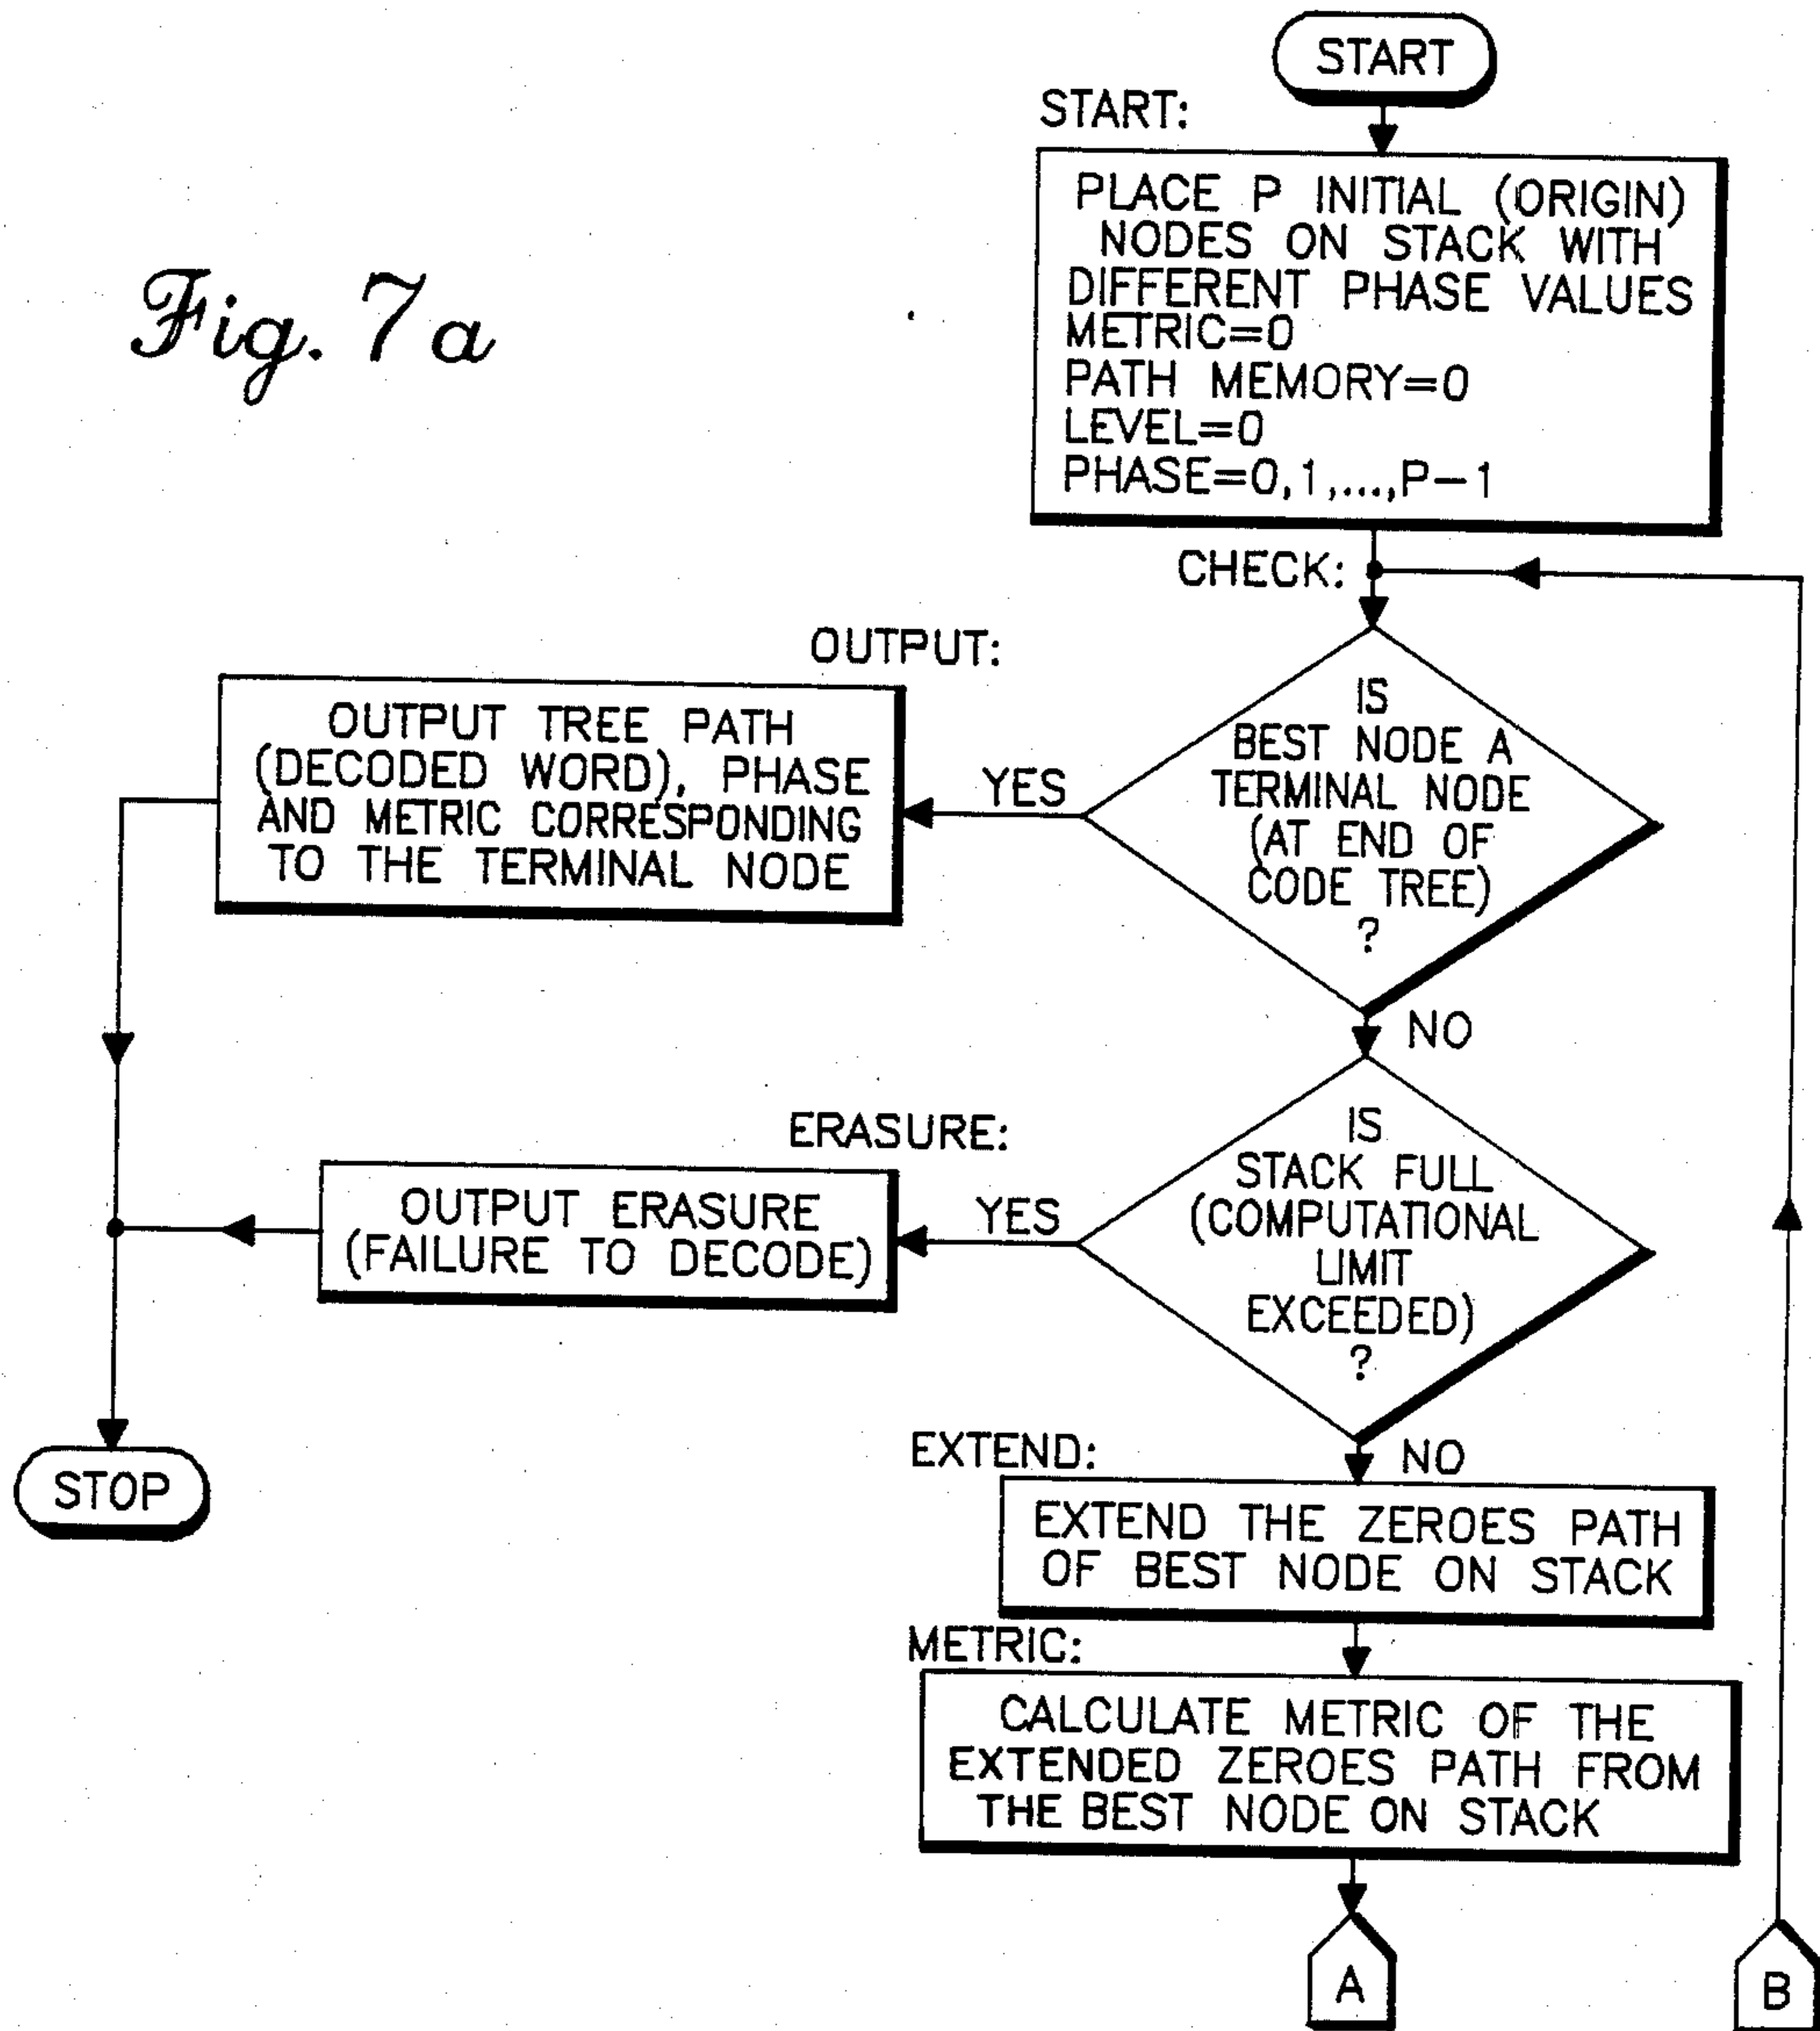 Fig. 7a
START
START:
PLACE P INITIAL (ORIGIN)
NODES ON STACK WITH
DIFFERENT PHASE VALUES
METRIC=0
PATH MEMORY=0
LEVEL=0
PHASE=0,1,...,P-1
CHECK:
IS
BEST NODE A
TERMINAL NODE
(AT END OF
CODE TREE)
?
YES
OUTPUT:
OUTPUT TREE PATH
(DECODED WORD), PHASE
AND METRIC CORRESPONDING
TO THE TERMINAL NODE
NO
IS
STACK FULL
(COMPUTATIONAL
LIMIT
EXCEEDED)
?
YES
ERASURE:
OUTPUT ERASURE
(FAILURE TO DECODE)
STOP
NO
EXTEND:
EXTEND THE ZEROES PATH
OF BEST NODE ON STACK
METRIC:
CALCULATE METRIC OF THE
EXTENDED ZEROES PATH FROM
THE BEST NODE ON STACK
A
B